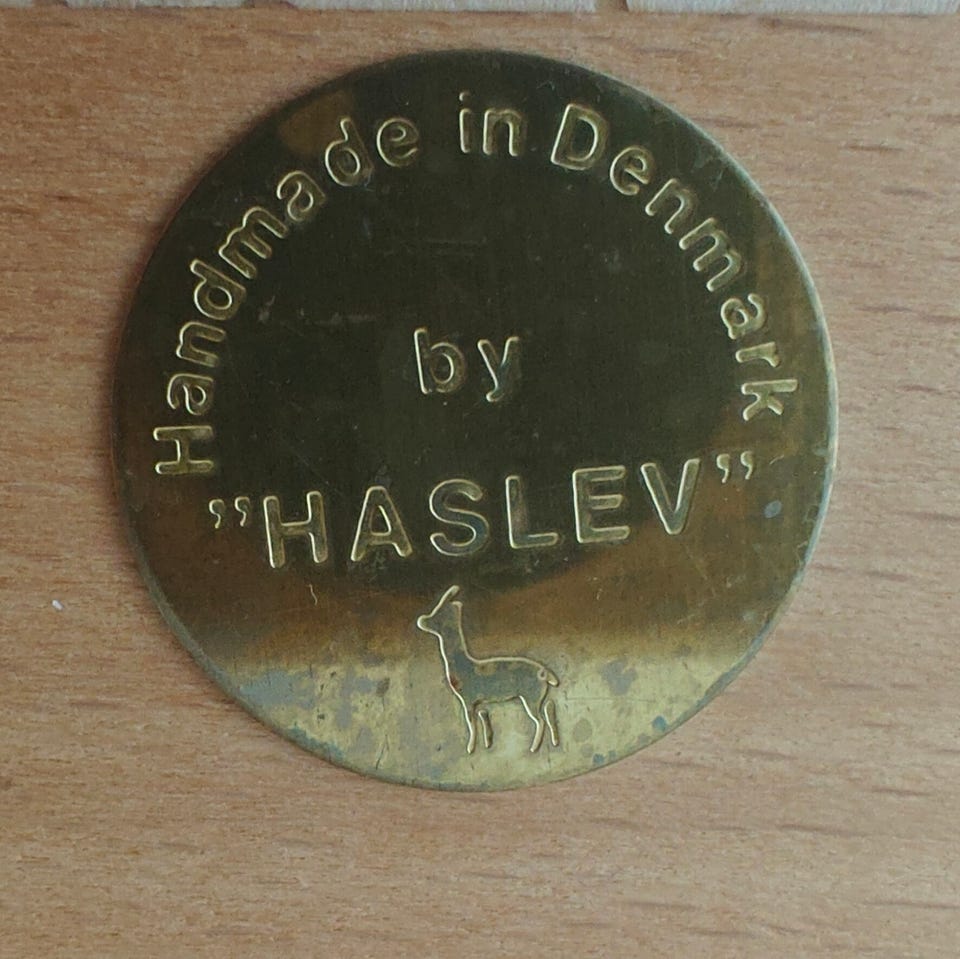 Handmade in Denmark
by
”HASLEV”